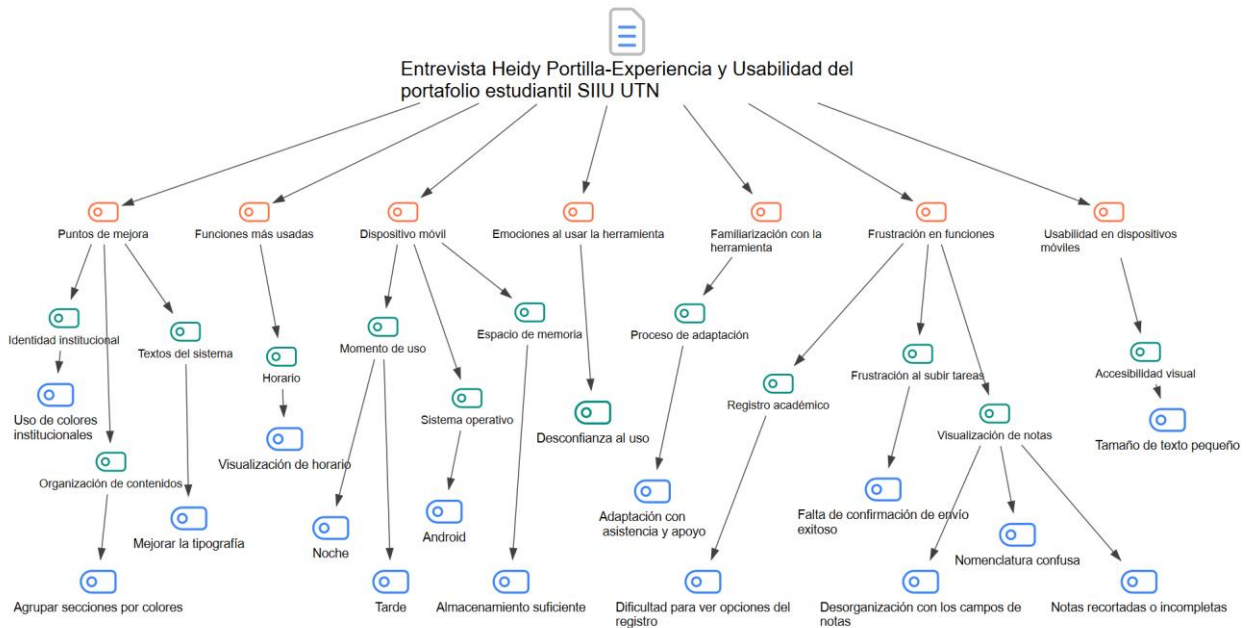 Entrevista Heidy Portilla-Experiencia y Usabilidad del
portafolio estudiantil SIIU UTN
Puntos de mejora
Funciones más usadas
Dispositivo móvil
Emociones al usar la herramienta
Familiarización con la
herramienta
Frustración en funciones
Usabilidad en dispositivos
móviles
Identidad institucional
Textos del sistema
Horario
Momento de uso
Espacio de memoria
Proceso de adaptación
Frustración al subir tareas
Accesibilidad visual
Uso de colores
institucionales
Organización de contenidos
Visualización de horario
Sistema operativo
Desconfianza al uso
Registro académico
Visualización de notas
Tamaño de texto pequeño
Mejorar la tipografía
Noche
Android
Adaptación con
asistencia y apoyo
Falta de confirmación de envío
exitoso
Nomenclatura confusa
Agrupar secciones por colores
Tarde
Almacenamiento suficiente
Dificultad para ver opciones del
registro
Desorganización con los campos de
notas
Notas recortadas o incompletas